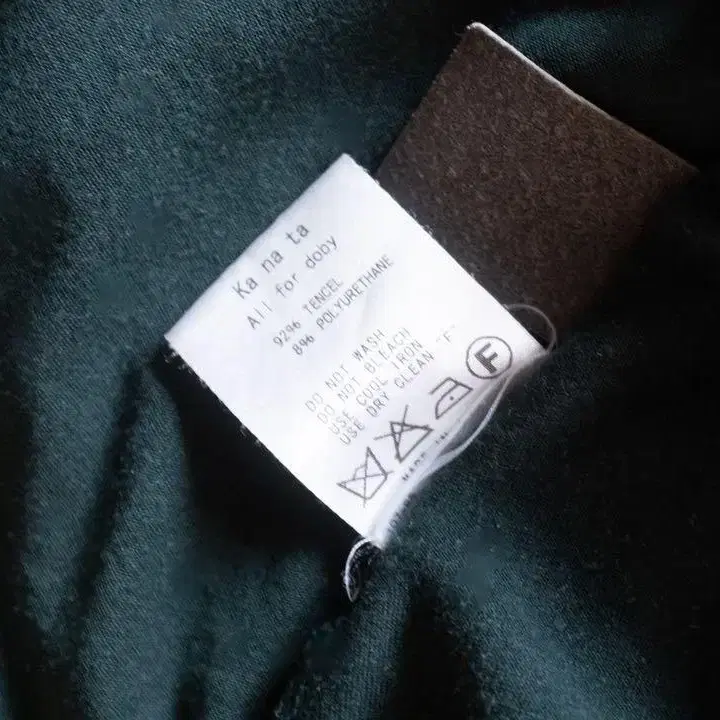 Ka na ta
All for doby
92% TENCEL
8% POLYURETHANE
DO NOT WASH
DO NOT BLEACH
USE COOL IRON
USE DRY CLEAN "F"
F